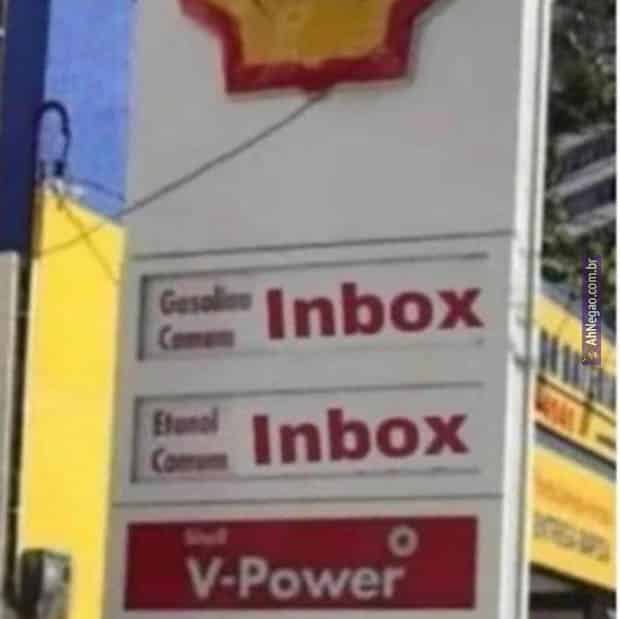 Gasolina
Comum
Inbox
Etanol
Comum
Inbox
Shell
V-Power
AhNegao.com.br